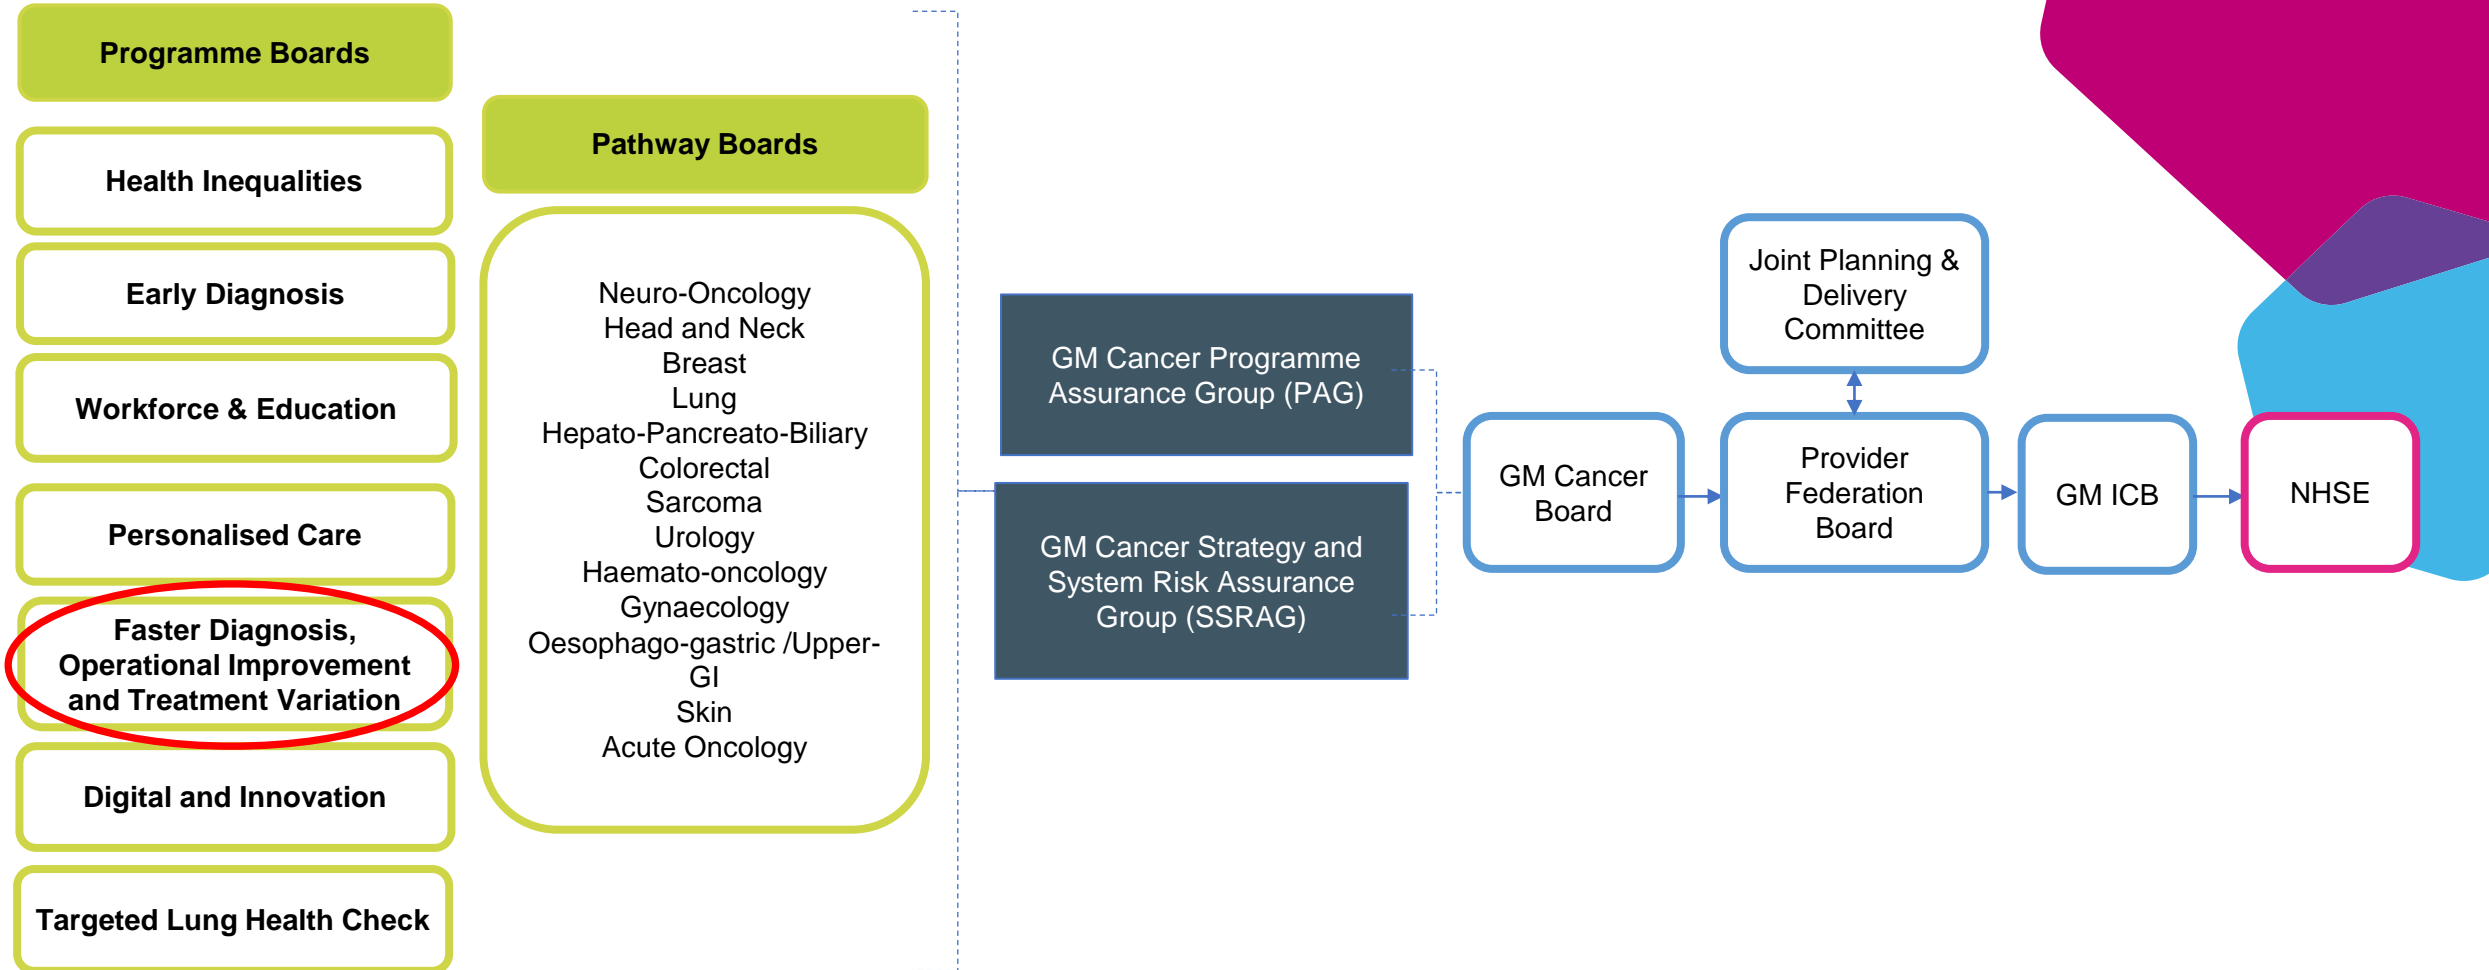 Programme Boards
Health Inequalities
Early Diagnosis
Workforce & Education
Personalised Care
Faster Diagnosis,
Operational Improvement
and Treatment Variation
Digital and Innovation
Targeted Lung Health Check
Pathway Boards
Neuro-Oncology
Head and Neck
Breast
Lung
Hepato-Pancreato-Biliary
Colorectal
Sarcoma
Urology
Haemato-oncology
Gynaecology
Oesophago-gastric /Upper-
GI
Skin
Acute Oncology
GM Cancer Programme
Assurance Group (PAG)
GM Cancer Strategy and
System Risk Assurance
Group (SSRAG)
GM Cancer
Board
Joint Planning &
Delivery
Committee
Provider
Federation
Board
GM ICB
NHSE